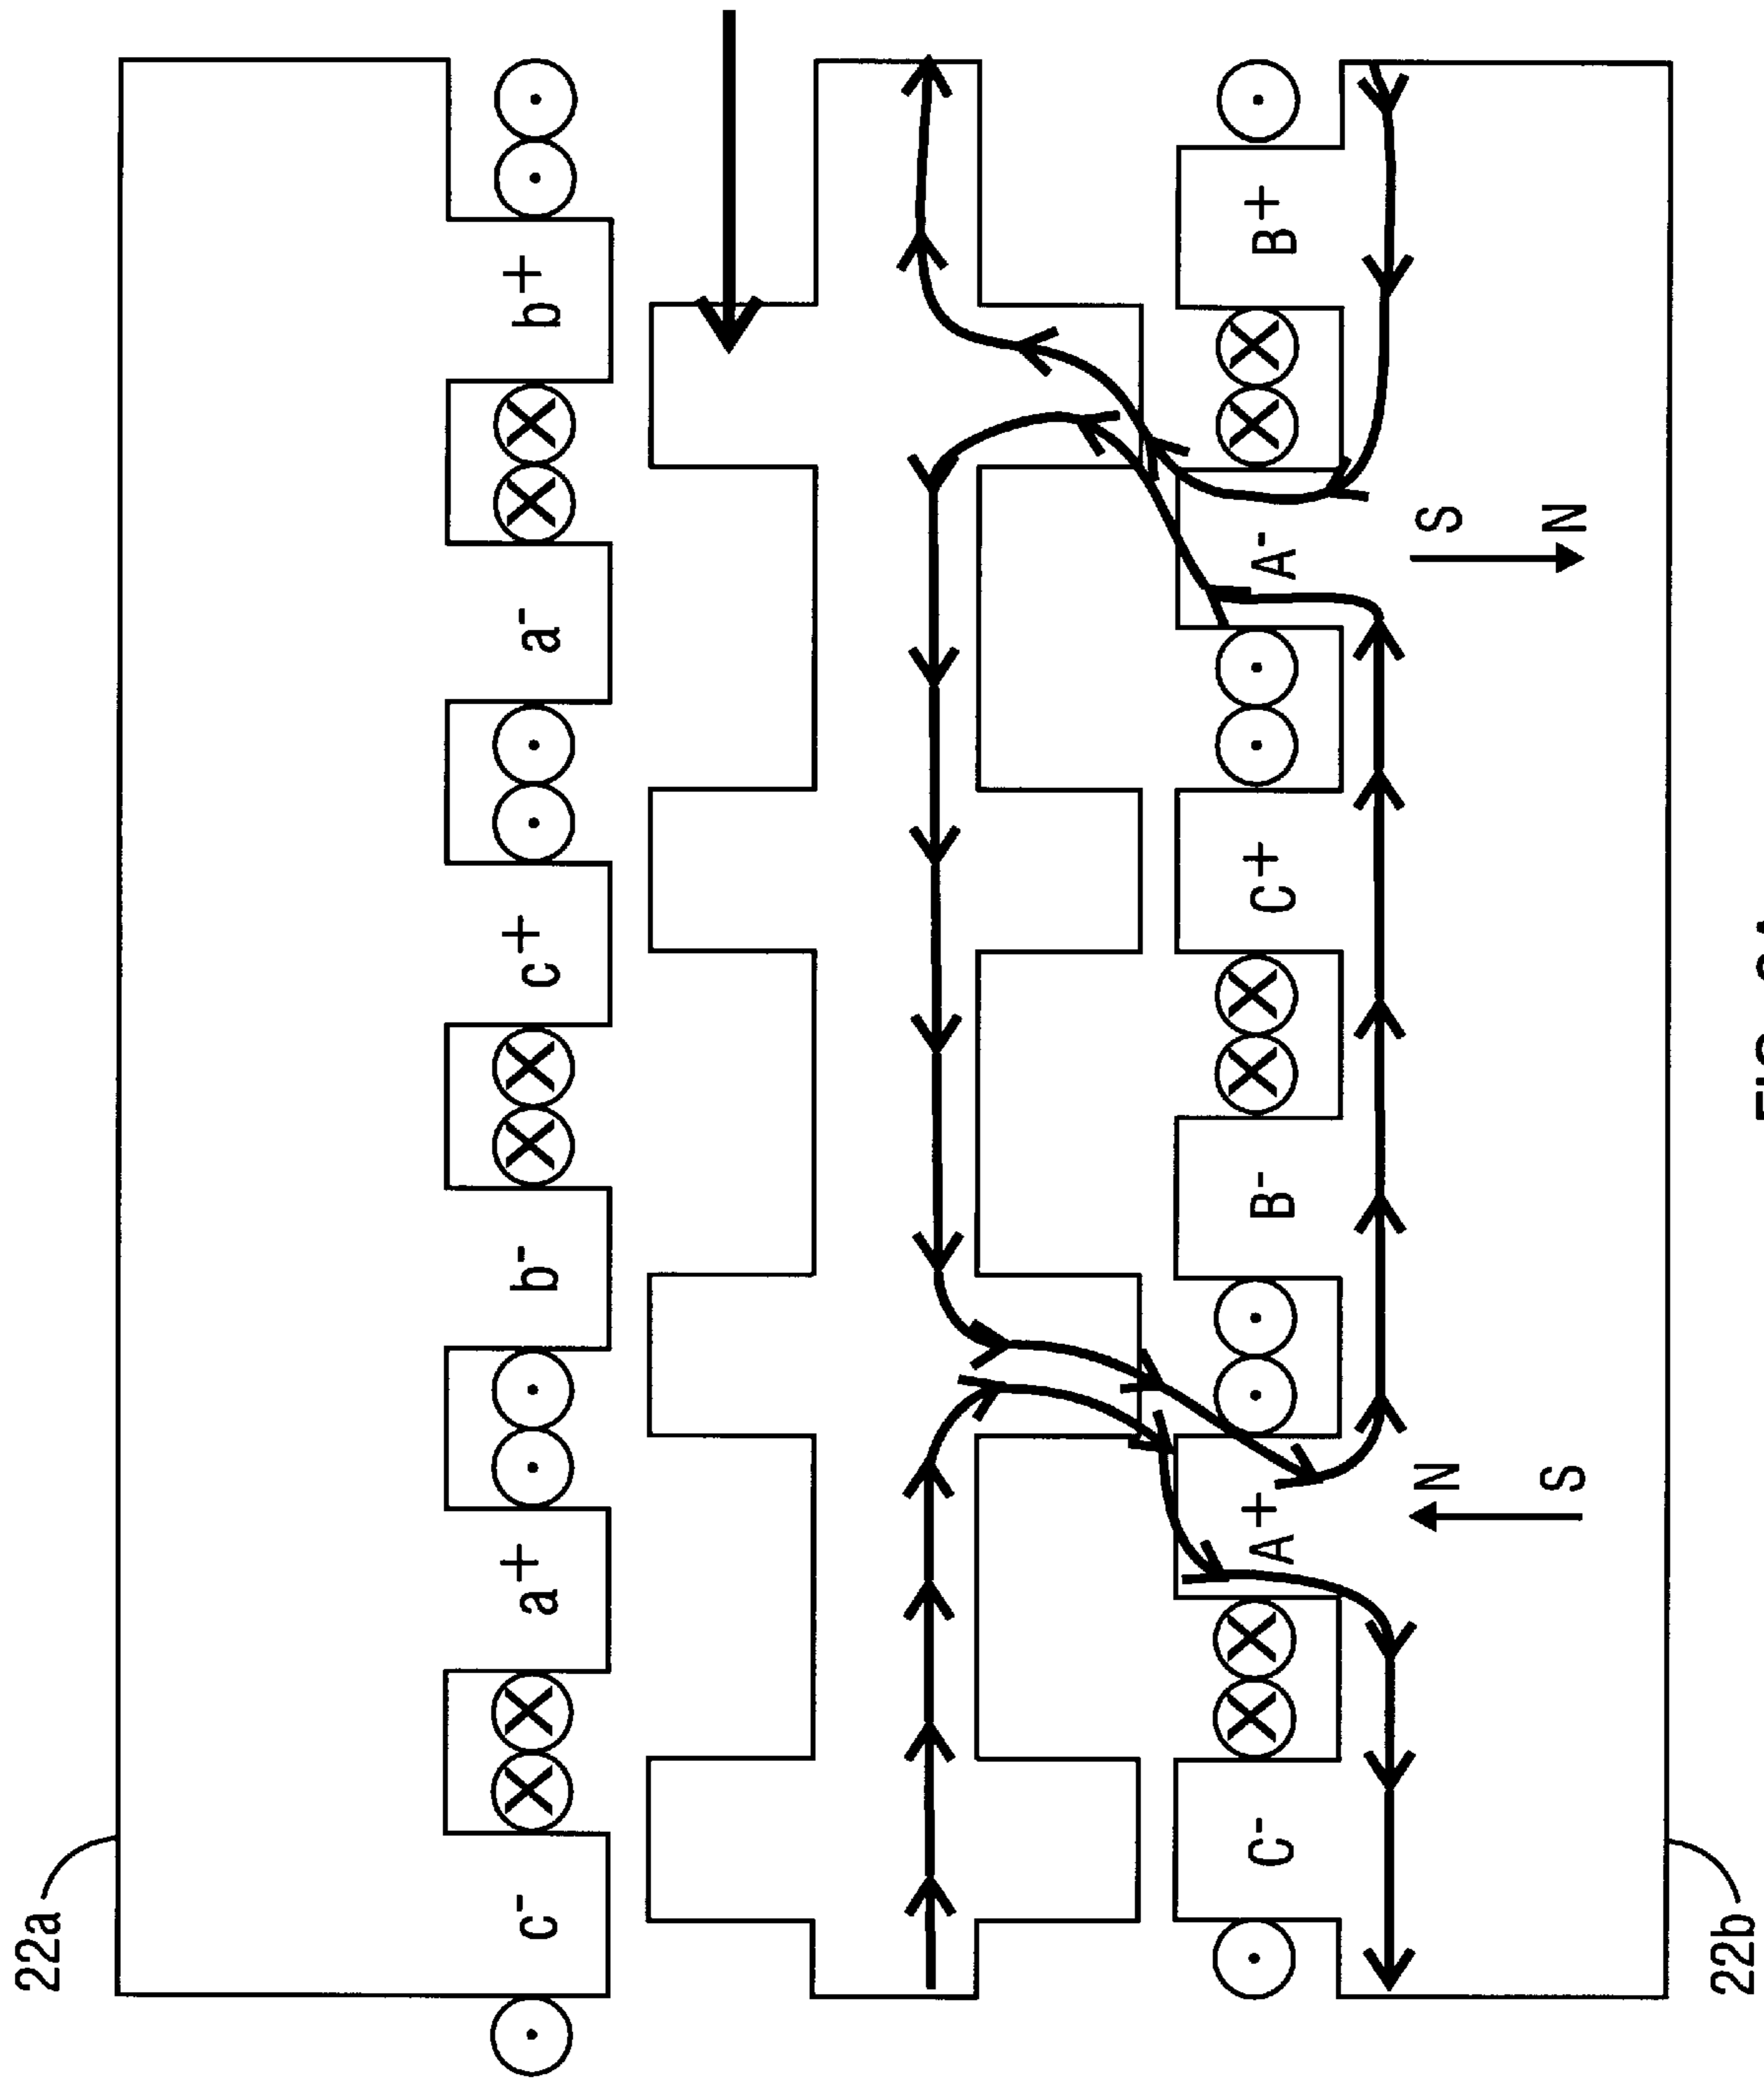 22a
c- a+ b- c+ a- b+
C- A+ B- C+ A- B+
N S
S N
22b